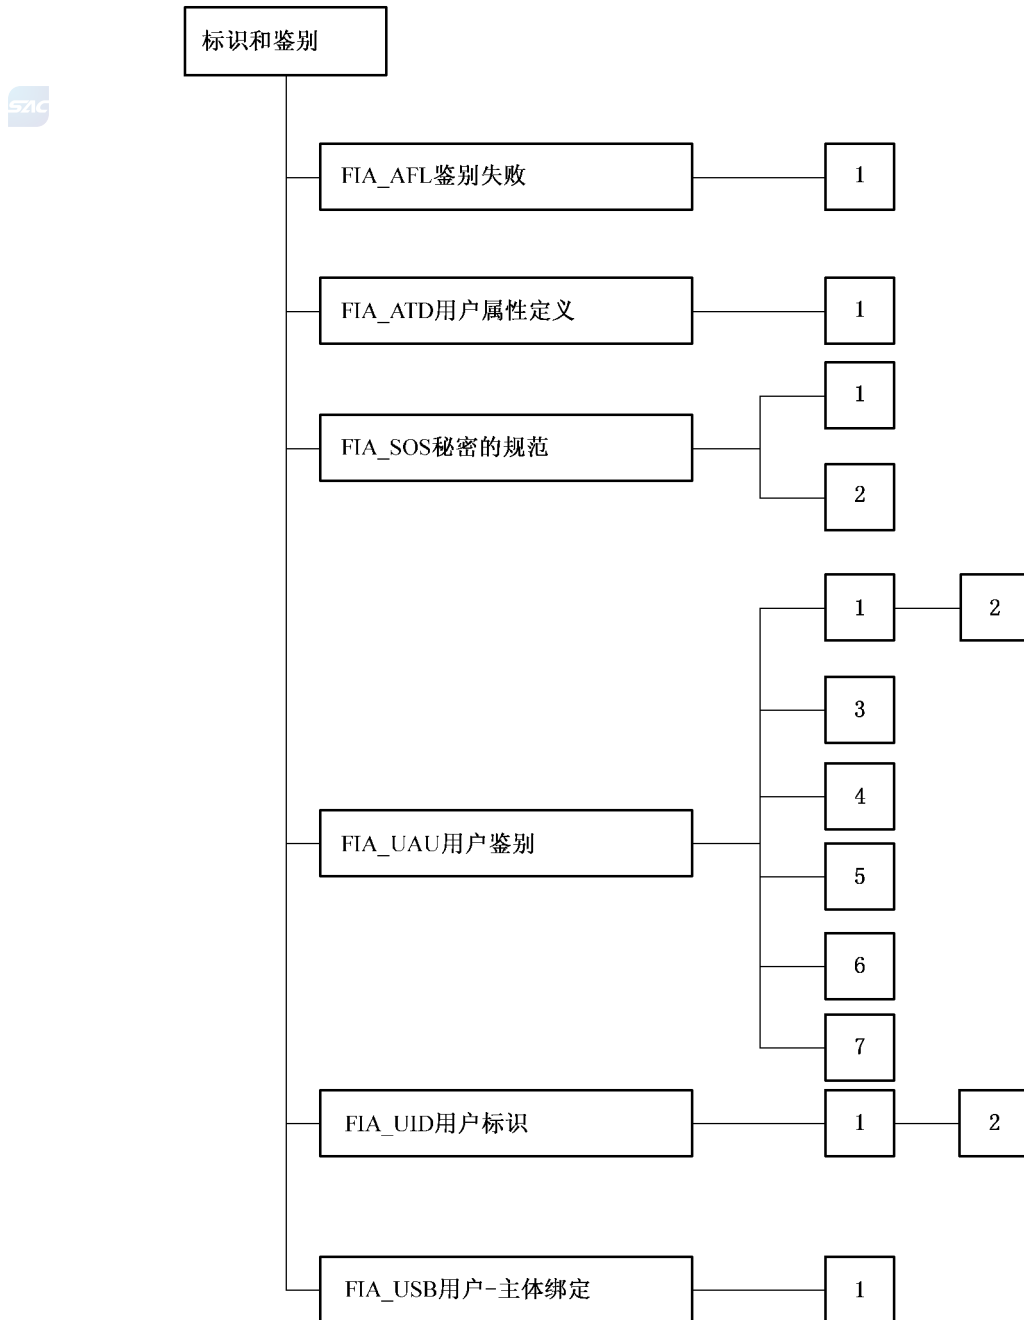 标识和鉴别
SAC
FIA_AFL鉴别失败 1
FIA_ATD用户属性定义 1
1
FIA_SOS秘密的规范
2
1 2
3
4
FIA_UAU用户鉴别
5
6
7
FIA_UID用户标识 1 2
FIA_USB用户-主体绑定 1